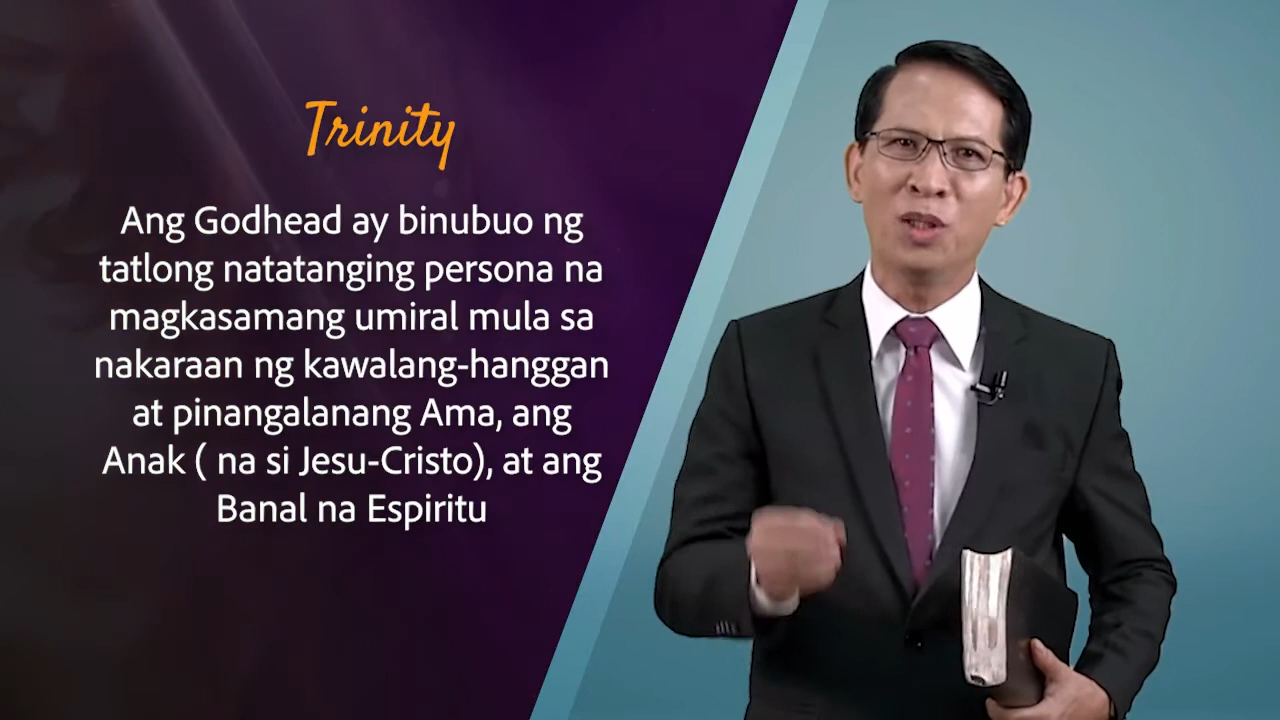 Trinity
Ang Godhead ay binubuo ng
tatlong natatanging persona na
magkasamang umiral mula sa
nakaraan ng kawalang-hanggan
at pinangalanang Ama, ang
Anak ( na si Jesu-Cristo), at ang
Banal na Espiritu